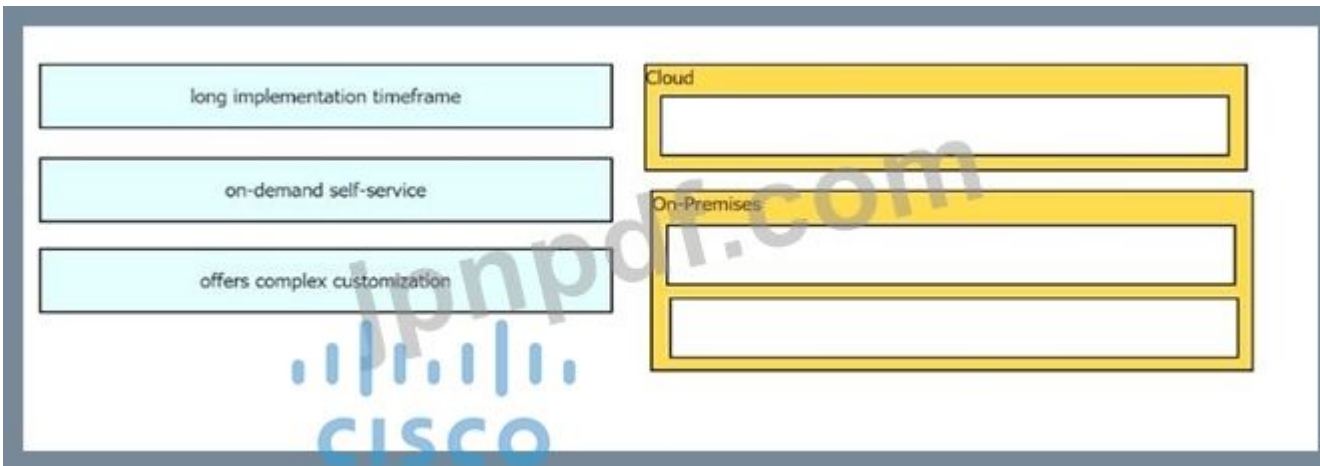 long implementation timeframe
on-demand self-service
offers complex customization
Cloud
On-Premises
jpnpdf.com
CISCO